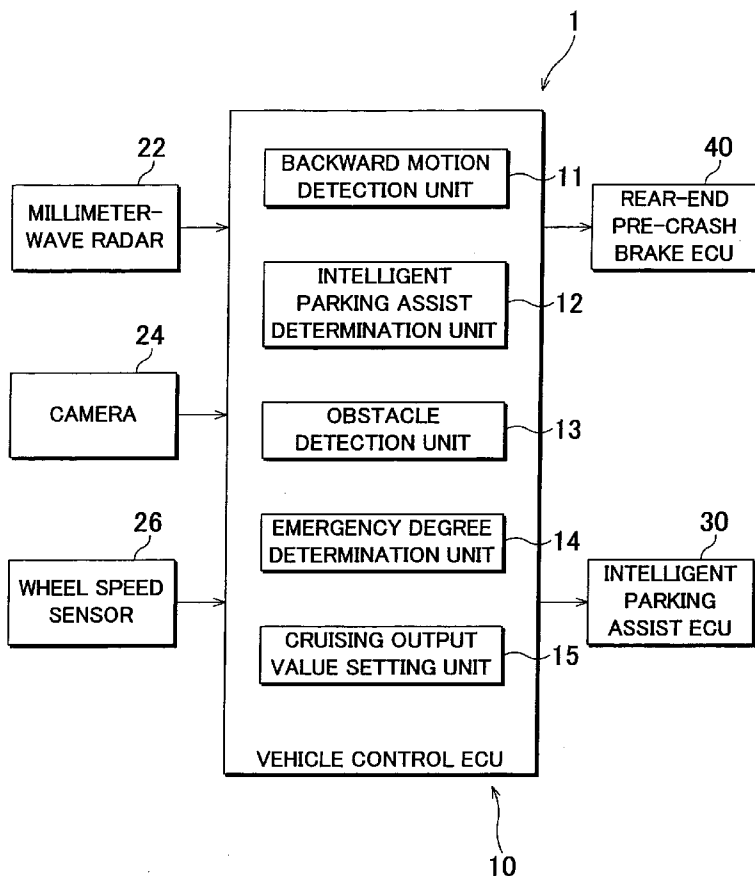 1
22
MILLIMETER-
WAVE RADAR
24
CAMERA
26
WHEEL SPEED
SENSOR
BACKWARD MOTION
DETECTION UNIT
11
INTELLIGENT
PARKING ASSIST
DETERMINATION UNIT
12
OBSTACLE
DETECTION UNIT
13
EMERGENCY DEGREE
DETERMINATION UNIT
14
CRUISING OUTPUT
VALUE SETTING UNIT
15
VEHICLE CONTROL ECU
10
40
REAR-END
PRE-CRASH
BRAKE ECU
30
INTELLIGENT
PARKING
ASSIST ECU